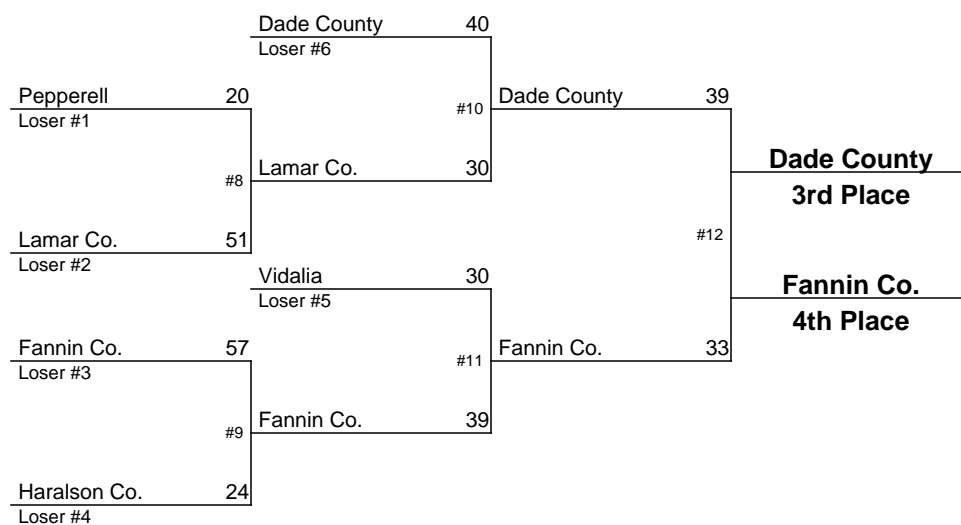 Dade County 40
Loser #6
Pepperell 20
Loser #1
#10
Dade County 39
Dade County
3rd Place
#8
Lamar Co. 30
Lamar Co. 51
Loser #2
#12
Vidalia 30
Loser #5
Fannin Co.
4th Place
Fannin Co. 57
Loser #3
#11
Fannin Co. 33
#9
Fannin Co. 39
Haralson Co. 24
Loser #4